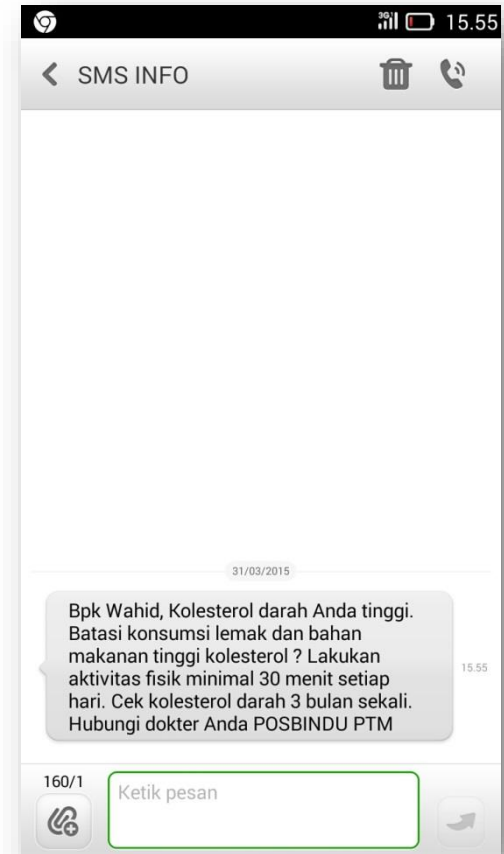 3G
15.55
SMS INFO
31/03/2015
Bpk Wahid, Kolesterol darah Anda tinggi.
Batasi konsumsi lemak dan bahan
makanan tinggi kolesterol ? Lakukan
aktivitas fisik minimal 30 menit setiap
hari. Cek kolesterol darah 3 bulan sekali.
Hubungi dokter Anda POSBINDU PTM
15.55
160/1
Ketik pesan